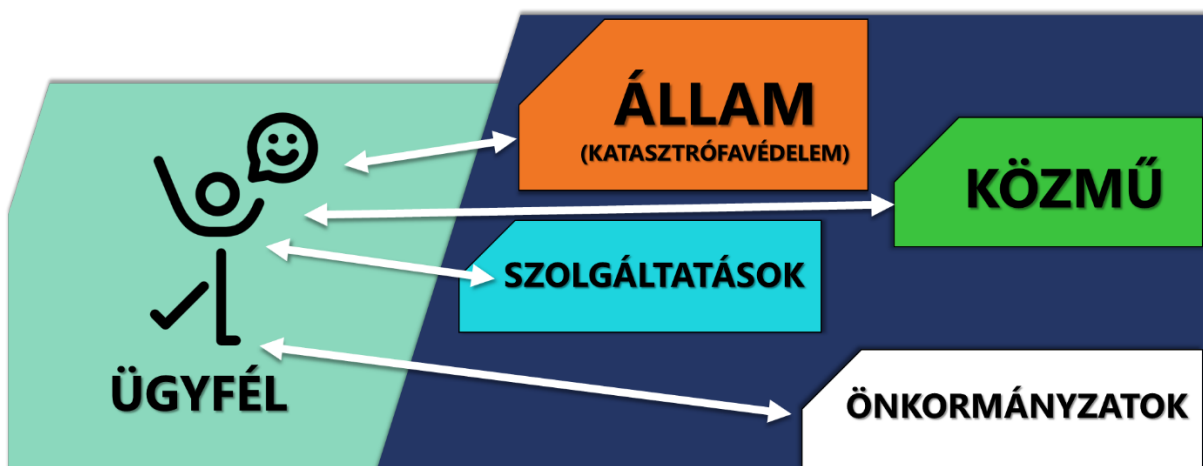 ÁLLAM
(KATASZTRÓFAVÉDELEM)
KÖZMŰ
SZOLGÁLTATÁSOK
ÜGYFÉL
ÖNKORMÁNYZATOK